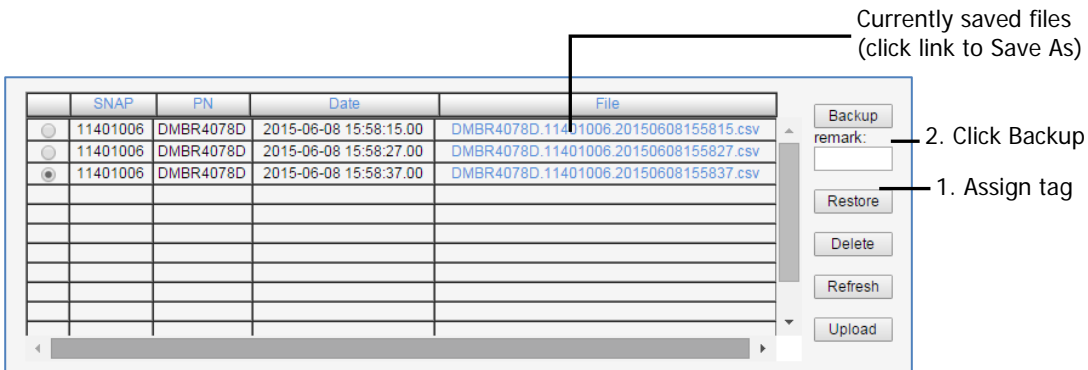 Currently saved files
(click link to Save As)
SNAP PN Date File
11401006 DMBR4078D 2015-06-08 15:58:15.00 DMBR4078D.11401006.20150608155815.csv
11401006 DMBR4078D 2015-06-08 15:58:27.00 DMBR4078D.11401006.20150608155827.csv
11401006 DMBR4078D 2015-06-08 15:58:37.00 DMBR4078D.11401006.20150608155837.csv
Backup
remark:
2. Click Backup
1. Assign tag
Restore
Delete
Refresh
Upload